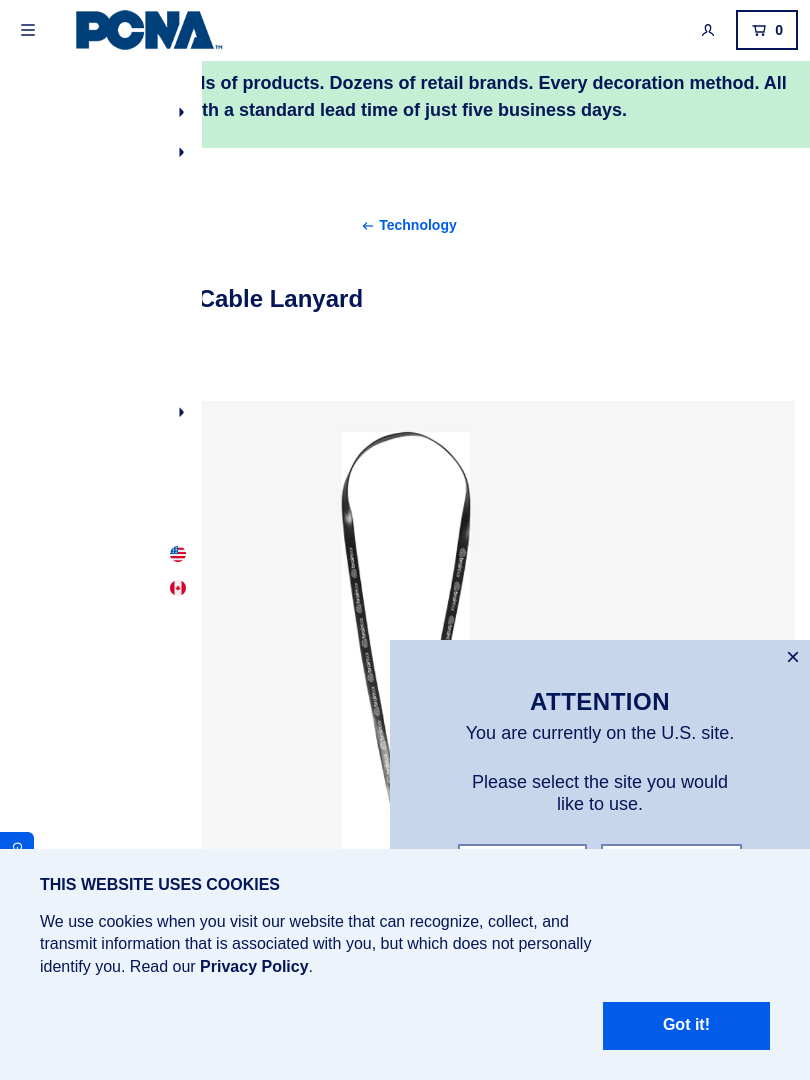 PCNA™
0
ls of products. Dozens of retail brands. Every decoration method. All
th a standard lead time of just five business days.
← Technology
Cable Lanyard
ATTENTION
You are currently on the U.S. site.
Please select the site you would
like to use.
THIS WEBSITE USES COOKIES
We use cookies when you visit our website that can recognize, collect, and
transmit information that is associated with you, but which does not personally
identify you. Read our Privacy Policy.
Got it!